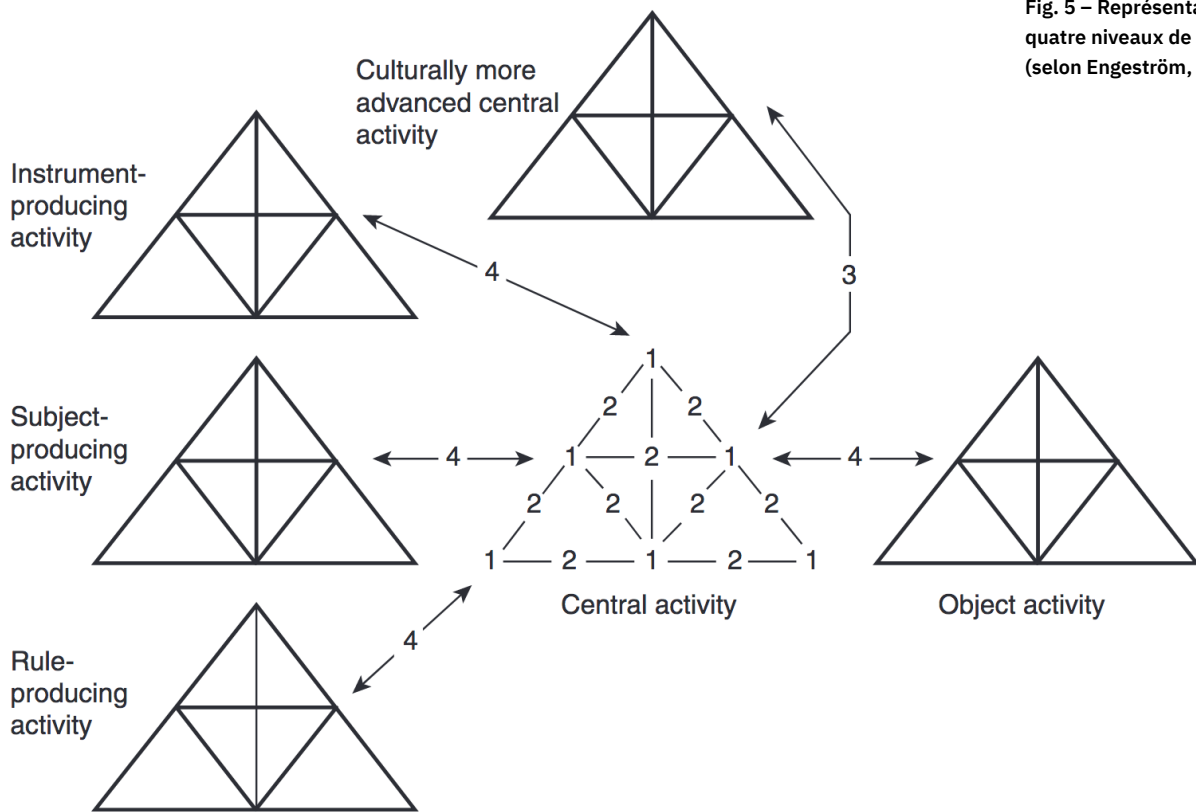 Fig. 5 – Représenta
quatre niveaux de
(selon Engeström,
Culturally more
advanced central
activity
Instrument-
producing
activity
4
3
1
2 2
Subject-
producing
activity
4
1 2 1
4
2 2 2 2
1 2 1 2 1
Central activity
Object activity
4
Rule-
producing
activity